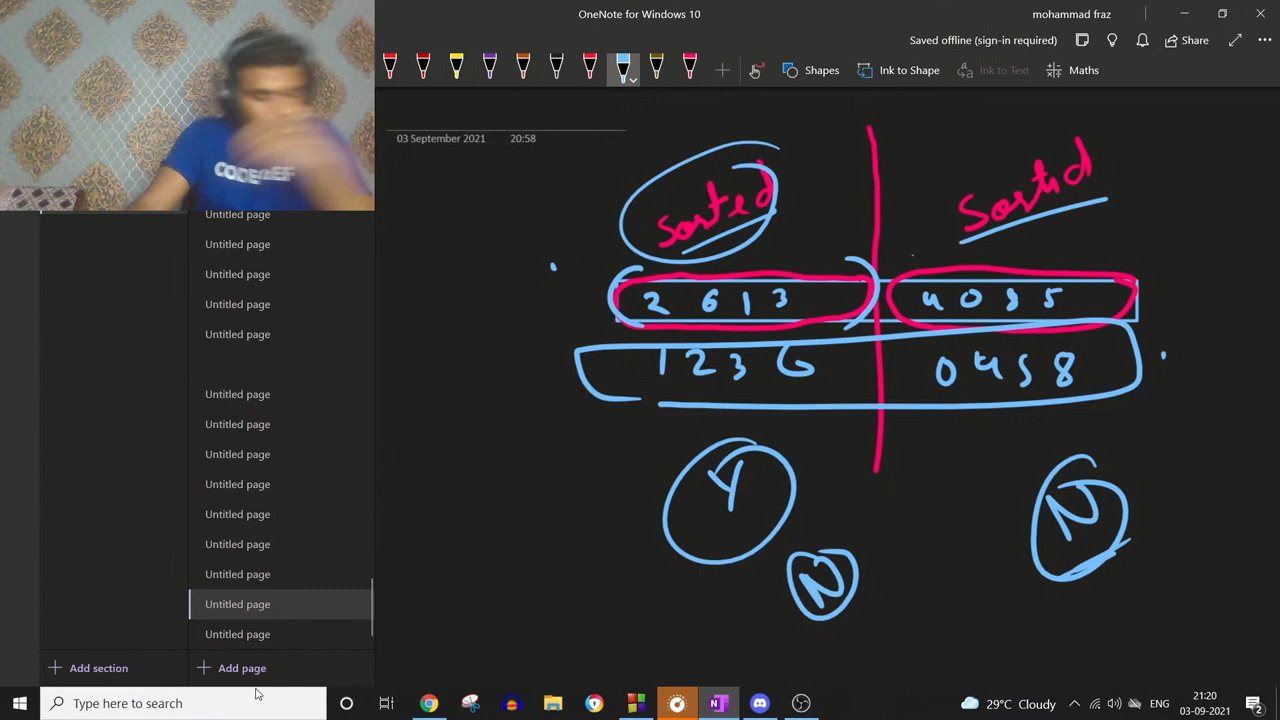 OneNote for Windows 10
mohammad fraz
Saved offline (sign-in required)
Share
Shapes
Ink to Shape
Ink to Text
Maths
03 September 2021 20:58
Sorted
Sorted
2 6 1 3
4 0 8 5
1 2 3 6
0 4 5 8
Y
N
N
Untitled page
Untitled page
Untitled page
Untitled page
Untitled page
Untitled page
Untitled page
Untitled page
Untitled page
Untitled page
Untitled page
Untitled page
Untitled page
Untitled page
Add section
Add page
Type here to search
29°C Cloudy
ENG
21:20
03-09-2021
2